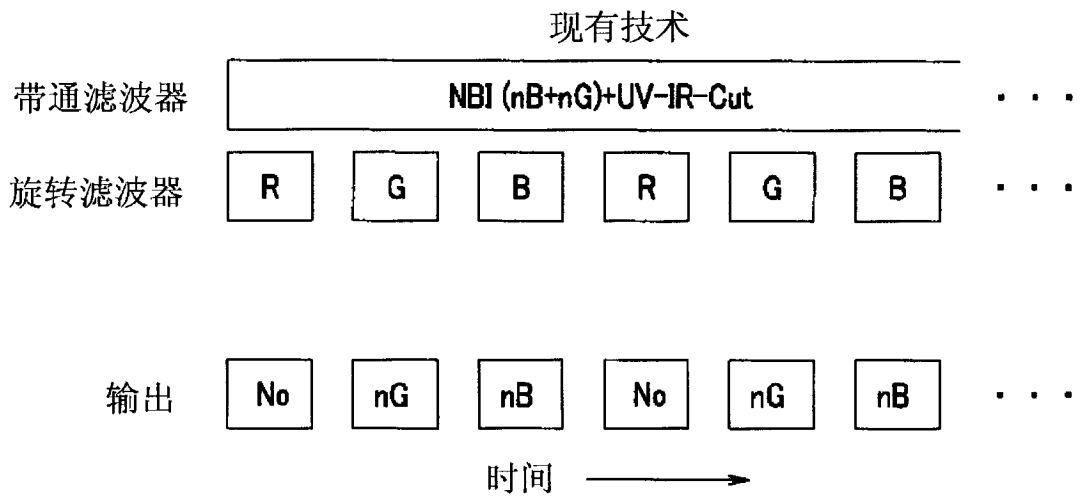 现有技术
带通滤波器 NBI (nB+nG)+UV-IR-Cut · · ·
旋转滤波器 R G B R G B · · ·
输出 No nG nB No nG nB · · ·
时间